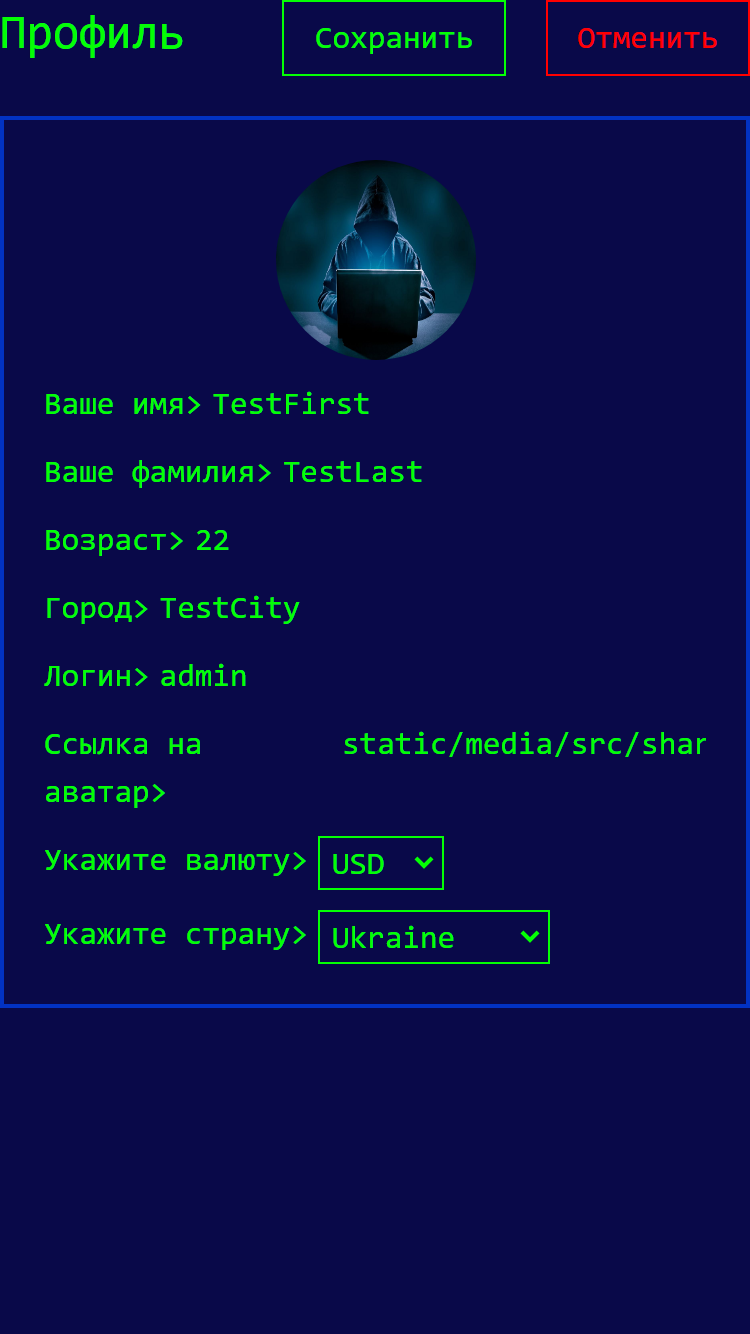 Профиль Сохранить Отменить
Ваше имя> TestFirst
Ваше фамилия> TestLast
Возраст> 22
Город> TestCity
Логин> admin
Ссылка на static/media/src/shar
аватар>
Укажите валюту> USD
Укажите страну> Ukraine